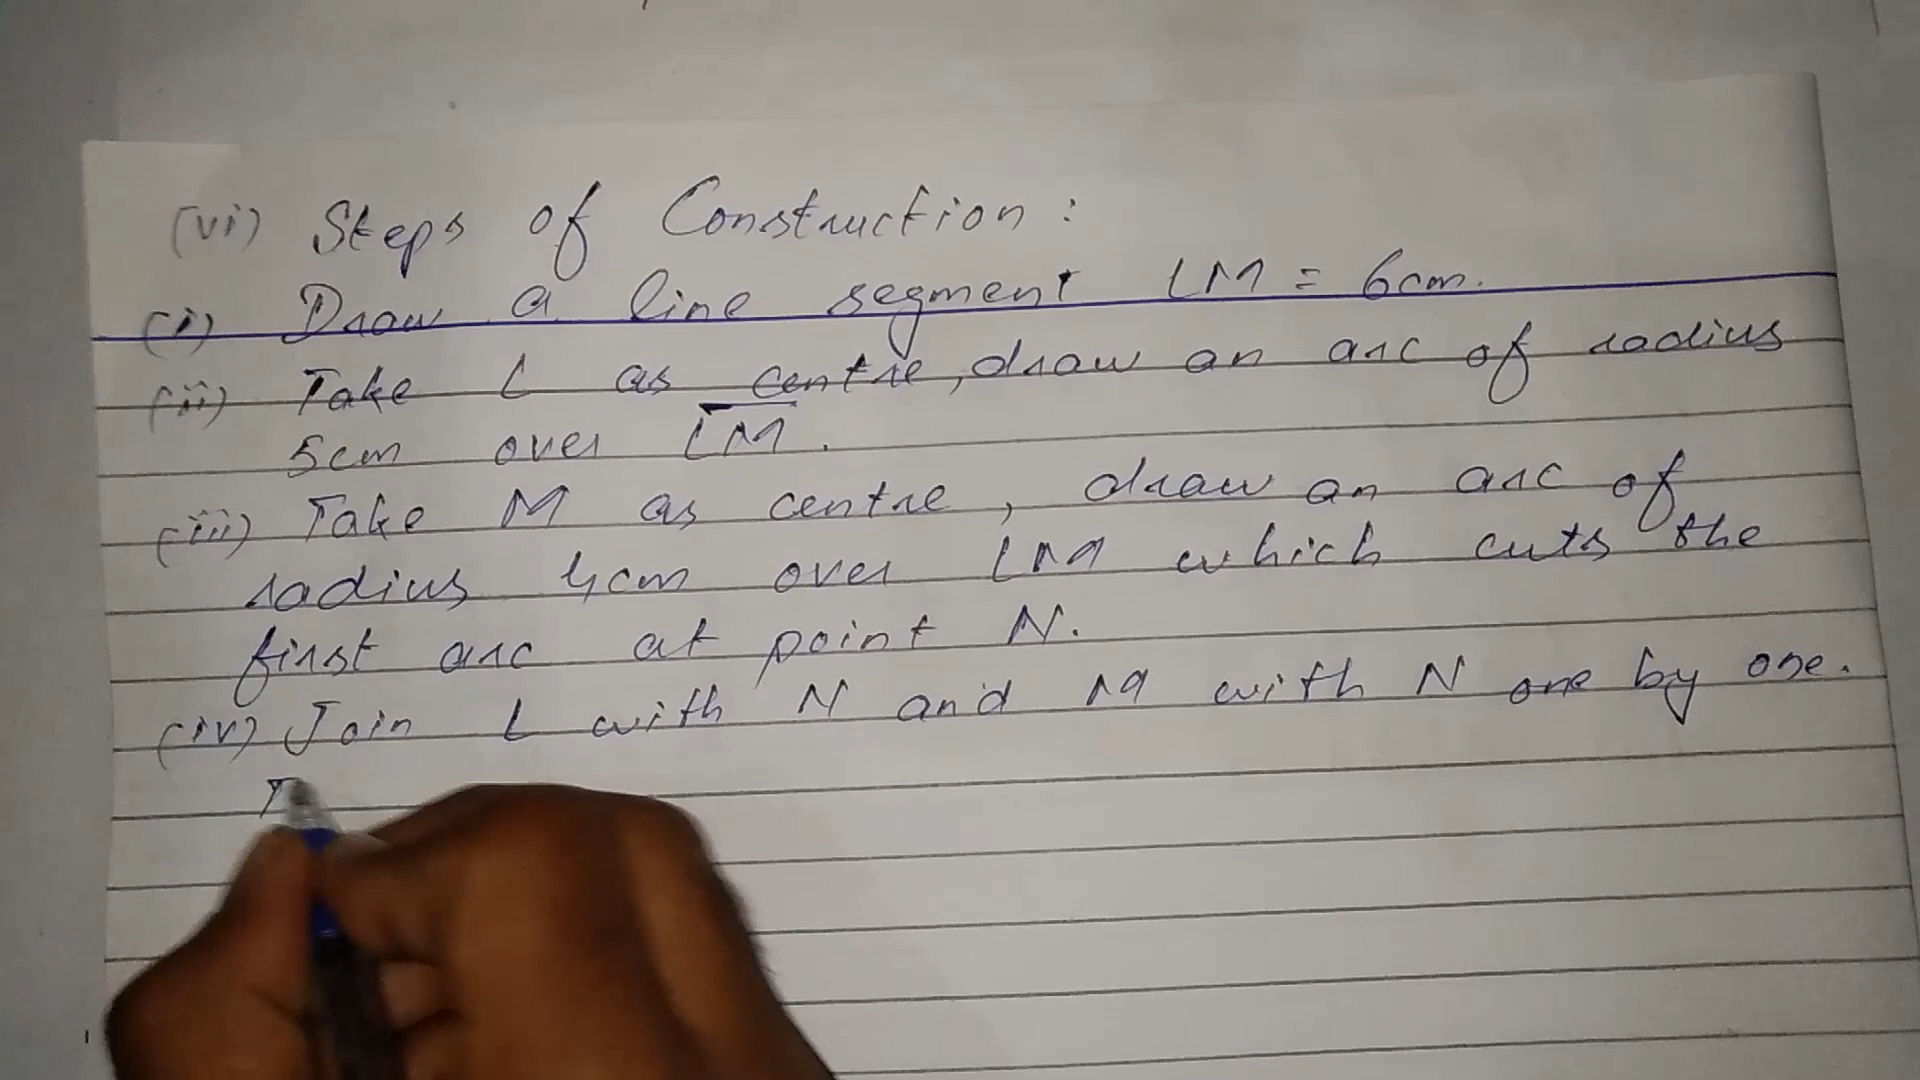 (vi) Steps of Construction:
(i) Draw a line segment LM = 6cm.
(ii) Take L as centre, draw an arc of radius
5cm over LM.
(iii) Take M as centre, draw an arc of
radius 4cm over LM which cuts the
first arc at point N.
(iv) Join L with N and M with N one by one.